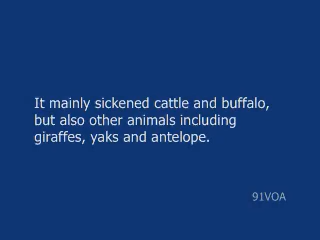 It mainly sickened cattle and buffalo,
but also other animals including
giraffes, yaks and antelope.
91VOA